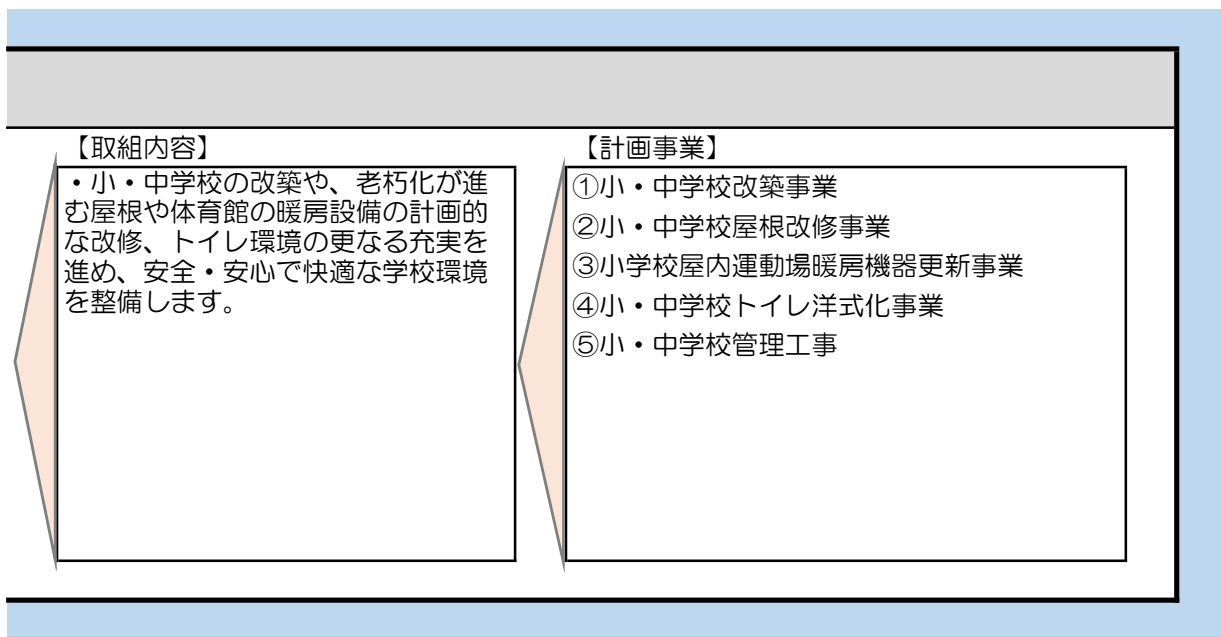 【取組内容】
・小・中学校の改築や、老朽化が進
む屋根や体育館の暖房設備の計画的
な改修、トイレ環境の更なる充実を
進め、安全・安心で快適な学校環境
を整備します。
【計画事業】
①小・中学校改築事業
②小・中学校屋根改修事業
③小学校屋内運動場暖房機器更新事業
④小・中学校トイレ洋式化事業
⑤小・中学校管理工事